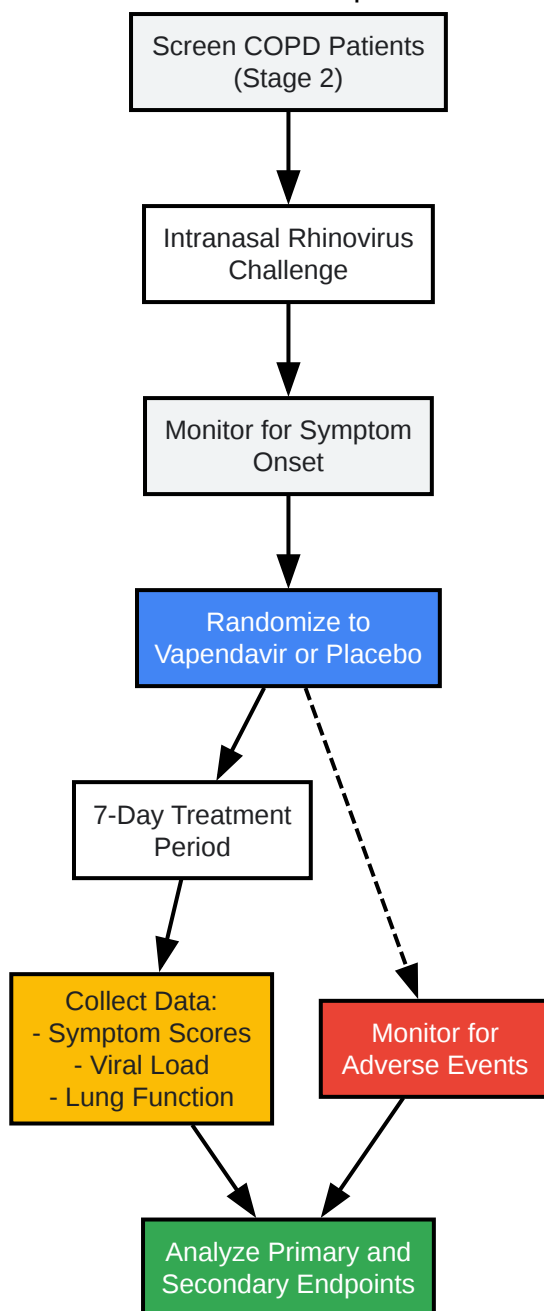 Screen COPD Patients
(Stage 2)
Intranasal Rhinovirus
Challenge
Monitor for Symptom
Onset
Randomize to
Vapendavir or Placebo
7-Day Treatment
Period
Collect Data:
- Symptom Scores
- Viral Load
- Lung Function
Monitor for
Adverse Events
Analyze Primary and
Secondary Endpoints